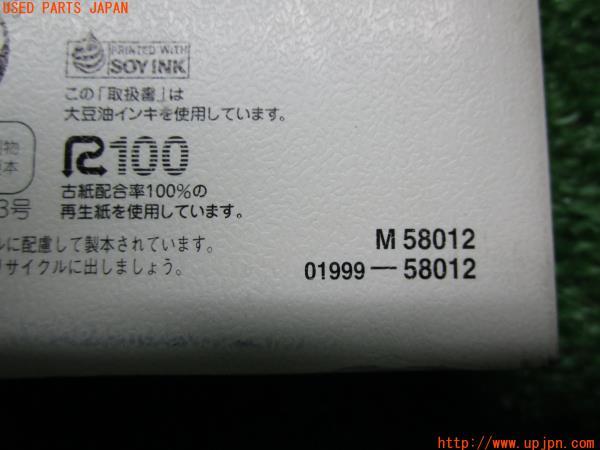 USED PARTS JAPAN
PRINTED WITH
SOY INK
この「取扱書」は
大豆油インキを使用しています。
物
本
R100
古紙配合率100%の
再生紙を使用しています。
3号
ルに配慮して製本されています。
リサイクルに出しましょう。
M 58012
01999―58012
http://www.upjpn.com/